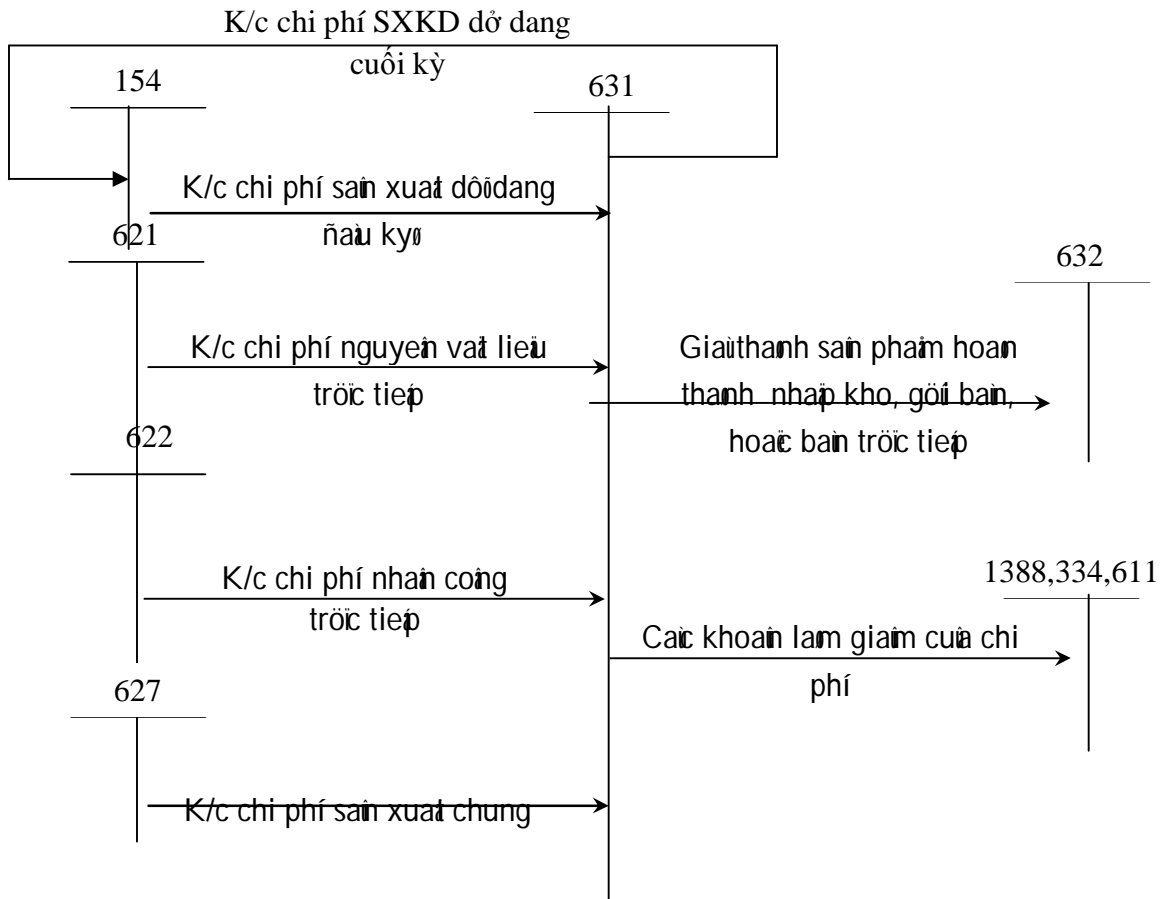 K/c chi phí SXKD dở dang
cuối kỳ
154
631
K/c chi phí saûn xuaát dôû dang
ñaàu kyø
621
632
K/c chi phí nguyeân vaät lieäu
tröïc tieáp
Giaù thaønh saûn phaåm hoaøn
thaønh nhaäp kho, göûi baùn,
hoaëc baùn tröïc tieáp
622
1388,334,611
K/c chi phí nhaân coâng
tröïc tieáp
Caùc khoaûn laøm giaûm cuûa chi
phí
627
K/c chi phí saûn xuaát chung